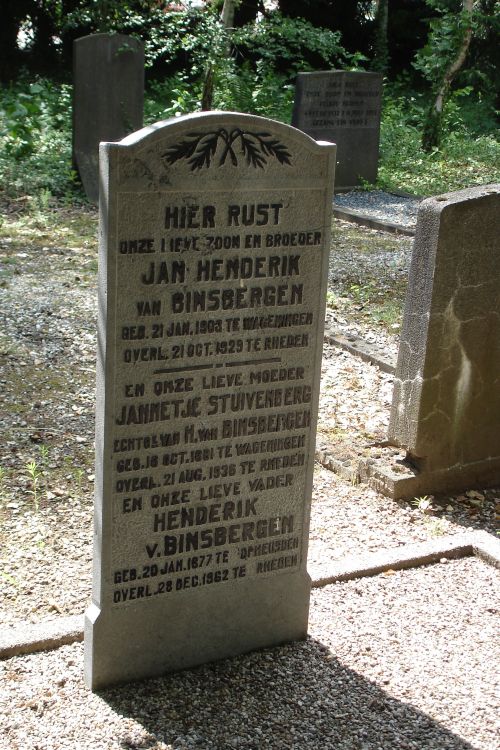 HIER RUST
ONZE LIEVE ZOON EN BROEDER
JAN HENDERIK
VAN BINSBERGEN
GEB. 21 JAN. 1903 TE WAGENINGEN
OVERL. 21 OCT. 1929 TE RHEDEN
EN ONZE LIEVE MOEDER
JANNETJE STUIVENBERG
ECHTGE VAN H. VAN BINSBERGEN
GEB. 16 OCT. 1881 TE WAGENINGEN
OVERL. 21 AUG. 1936 TE RHEDEN
EN ONZE LIEVE VADER
HENDERIK
V. BINSBERGEN
GEB. 20 JAN. 1877 TE OPHEUSDEN
OVERL. 28 DEC. 1962 TE RHEDEN